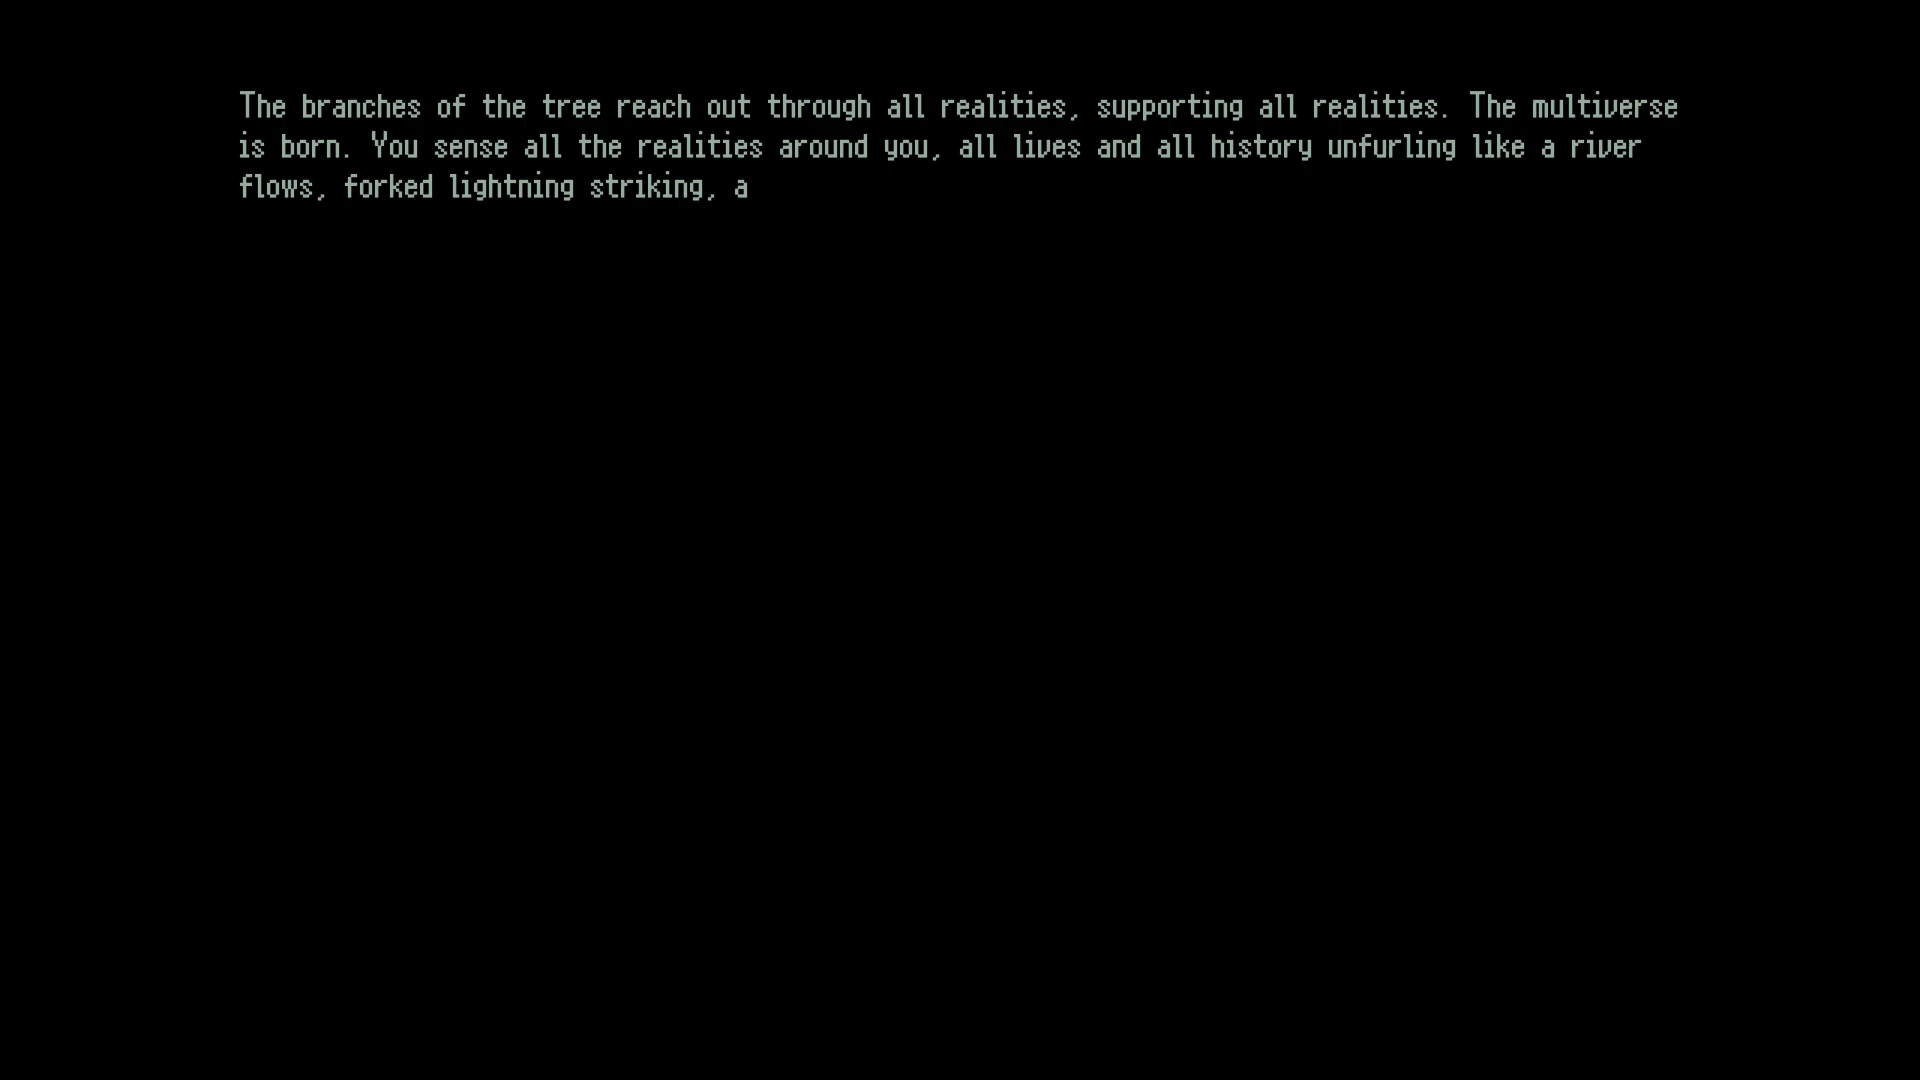 The branches of the tree reach out through all realities, supporting all realities. The multiverse
is born. You sense all the realities around you, all lives and all history unfurling like a river
flows, forked lightning striking, a